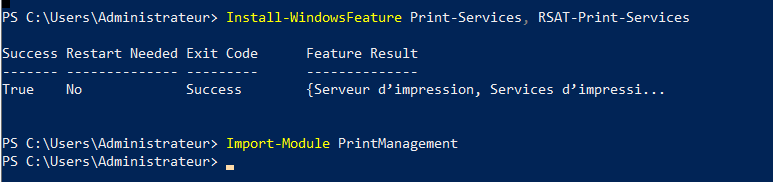 PS C:\Users\Administrateur> Install-WindowsFeature Print-Services, RSAT-Print-Services
Success Restart Needed Exit Code      Feature Result
------- -------------- ---------      --------------
True    No             Success        {Serveur d’impression, Services d’impressi...
PS C:\Users\Administrateur> Import-Module PrintManagement
PS C:\Users\Administrateur>